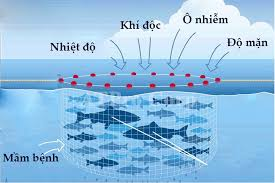 Khí độc
Ô nhiễm
Nhiệt độ
Độ mặn
Mầm bệnh